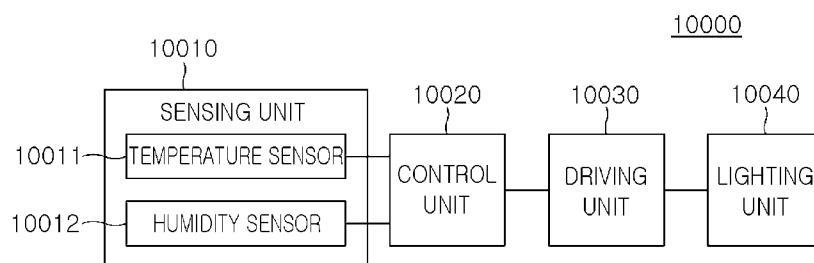 10000
10010
10020
10030
10040
SENSING UNIT
10011
TEMPERATURE SENSOR
CONTROL
UNIT
DRIVING
UNIT
LIGHTING
UNIT
10012
HUMIDITY SENSOR